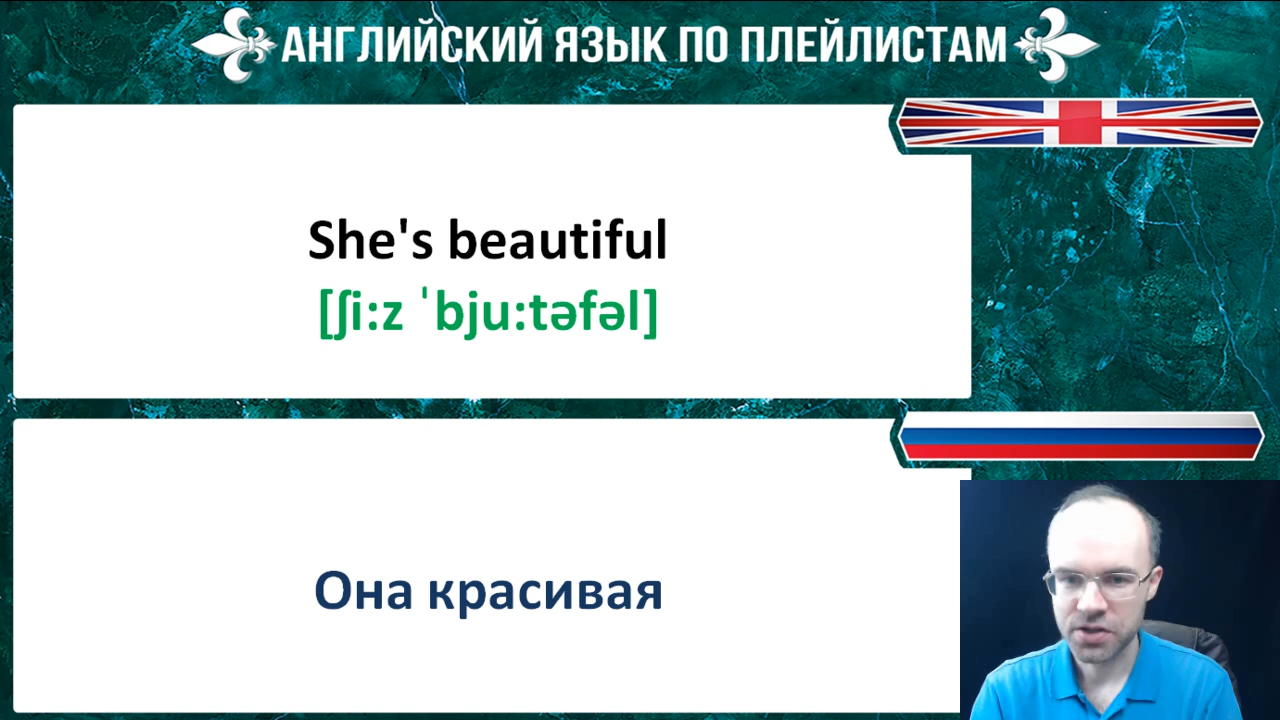 АНГЛИЙСКИЙ ЯЗЫК ПО ПЛЕЙЛИСТАМ
She's beautiful
[ʃi:z ˈbju:təfəl]
Она красивая